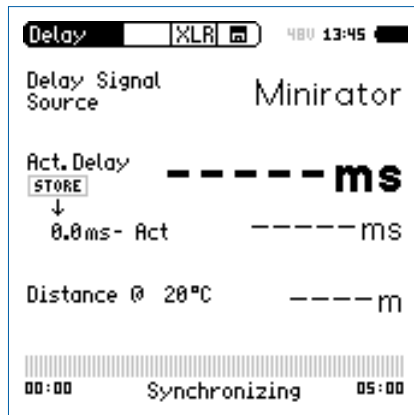 Delay XLR 48V 13:45
Delay Signal Source Minirator
Act. Delay -----ms
STORE
0.0ms- Act -----ms
Distance @ 20°C ----m
00:00 Synchronizing 05:00